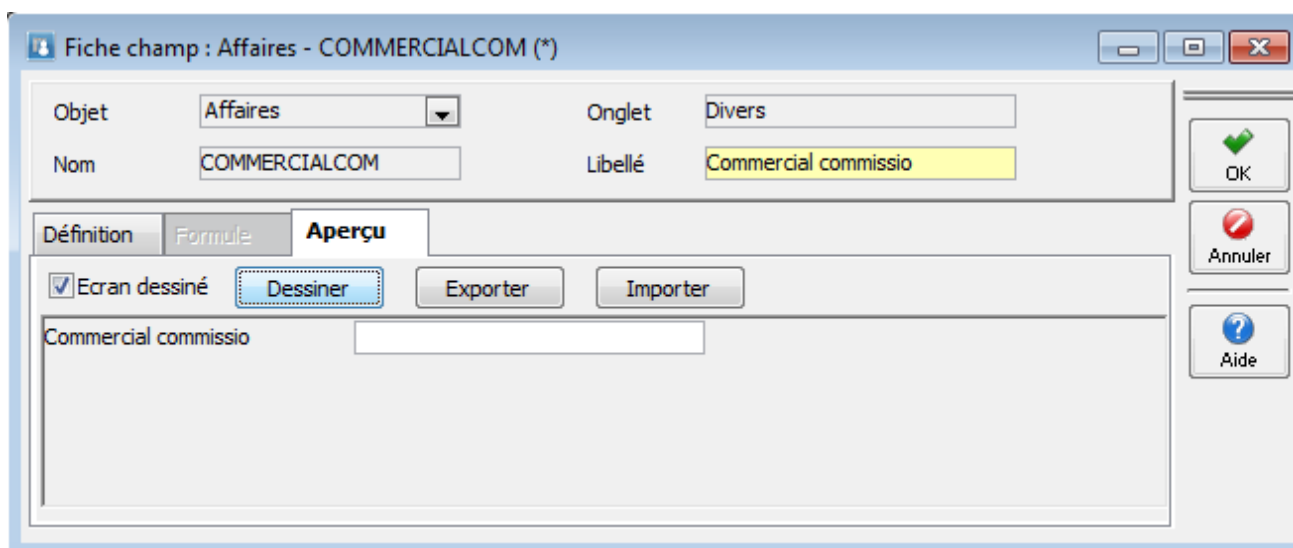 Fiche champ : Affaires - COMMERCIALCOM (*)
Objet Affaires Onglet Divers
Nom COMMERCIALCOM Libellé Commercial commissio
OK
Annuler
Définition Formule Aperçu
Ecran dessiné Dessiner Exporter Importer
Commercial commissio
Aide